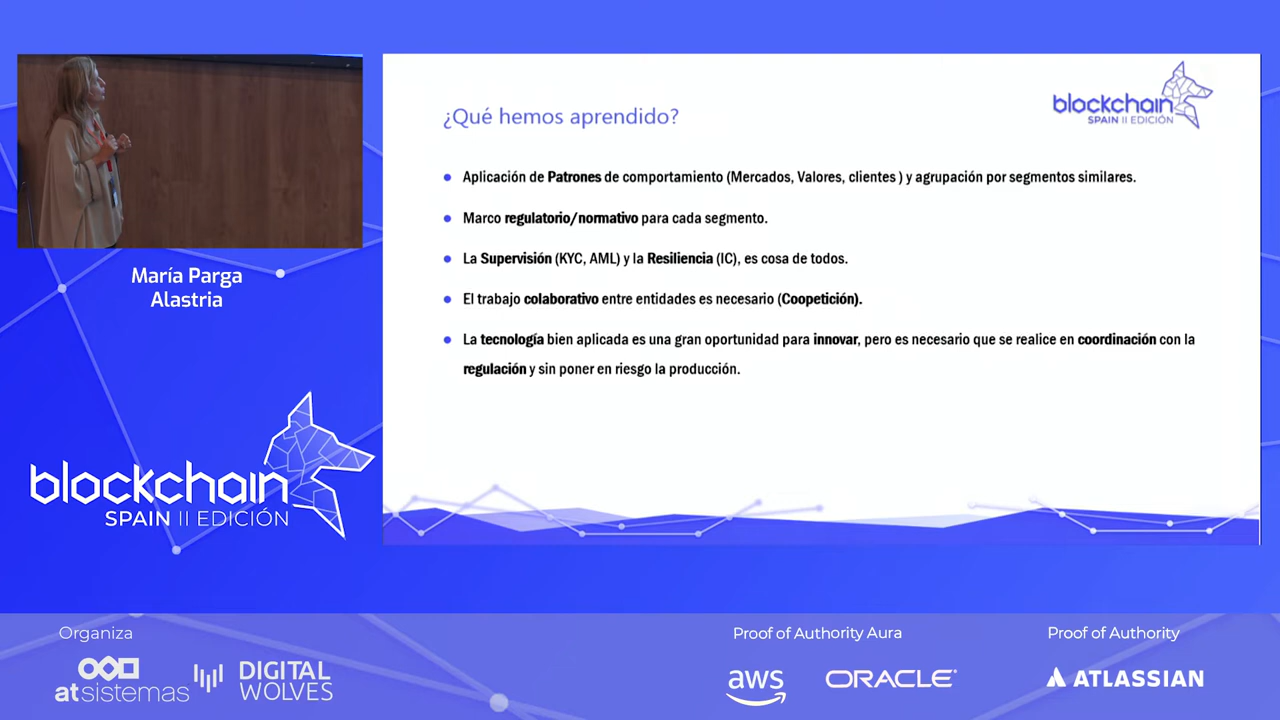 ¿Qué hemos aprendido?
blockchain
SPAIN II EDICIÓN
Aplicación de Patrones de comportamiento (Mercados, Valores, clientes ) y agrupación por segmentos similares.
Marco regulatorio/normativo para cada segmento.
La Supervisión (KYC, AML) y la Resiliencia (IC), es cosa de todos.
El trabajo colaborativo entre entidades es necesario (Coopetición).
La tecnología bien aplicada es una gran oportunidad para innovar, pero es necesario que se realice en coordinación con la
regulación y sin poner en riesgo la producción.
María Parga
Alastria
blockchain
SPAIN II EDICIÓN
Organiza
atsistemas
DIGITAL
WOLVES
Proof of Authority Aura
aws
ORACLE
Proof of Authority
ATLASSIAN